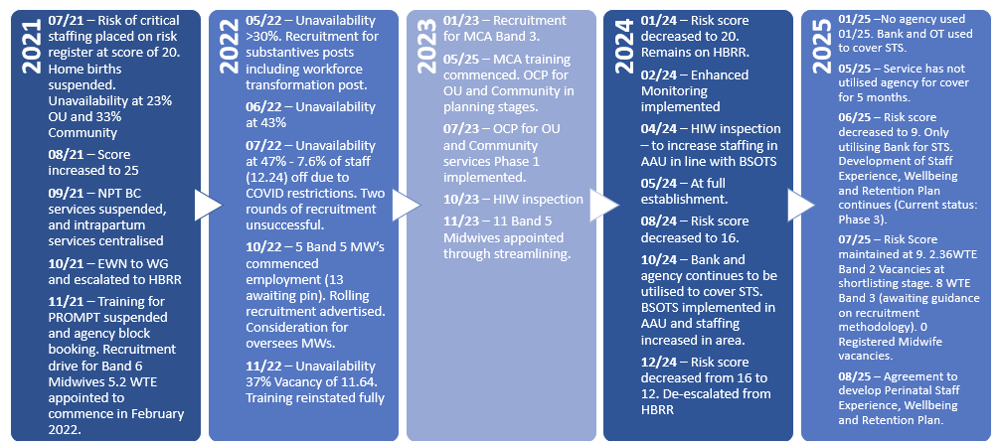 2021
07/21 – Risk of critical
staffing placed on risk
register at score of 20.
Home births
suspended.
Unavailability at 23%
OU and 33%
Community
08/21 – Score
increased to 25
09/21 – NPT BC
services suspended,
and intrapartum
services centralised
10/21 – EWN to WG
and escalated to HBRR
11/21 – Training for
PROMPT suspended
and agency block
booking. Recruitment
drive for Band 6
Midwives 5.2 WTE
appointed to
commence in February
2022.
2022
05/22 – Unavailability
>30%. Recruitment for
substantives posts
including workforce
transformation post.
06/22 – Unavailability
at 43%
07/22 – Unavailability
at 47% - 7.6% of staff
(12.24) off due to
COVID restrictions. Two
rounds of recruitment
unsuccessful.
10/22 – 5 Band 5 MW's
commenced
employment (13
awaiting pin). Rolling
recruitment advertised.
Consideration for
oversees MWs.
11/22 – Unavailability
37% Vacancy of 11.64.
Training reinstated fully
2023
01/23 – Recruitment
for MCA Band 3.
05/25 – MCA training
commenced. OCP for
OU and Community in
planning stages.
07/23 – OCP for OU
and Community
services Phase 1
implemented.
10/23 – HIW inspection
11/23 – 11 Band 5
Midwives appointed
through streamlining.
2024
01/24 – Risk score
decreased to 20.
Remains on HBRR.
02/24 – Enhanced
Monitoring
implemented
04/24 – HIW inspection
– to increase staffing in
AAU in line with BSOTS
05/24 – At full
establishment.
08/24 – Risk score
decreased to 16.
10/24 – Bank and
agency continues to be
utilised to cover STS.
BSOTS implemented in
AAU and staffing
increased in area.
12/24 – Risk score
decreased from 16 to
12. De-escalated from
HBRR
2025
01/25 –No agency used
01/25. Bank and OT used
to cover STS.
05/25 – Service has not
utilised agency for cover
for 5 months.
06/25 – Risk score
decreased to 9. Only
utilising Bank for STS.
Development of Staff
Experience, Wellbeing
and Retention Plan
continues (Current status:
Phase 3).
07/25 – Risk Score
maintained at 9. 2.36WTE
Band 2 Vacancies at
shortlisting stage. 8 WTE
Band 3 (awaiting guidance
on recruitment
methodology). 0
Registered Midwife
vacancies.
08/25 – Agreement to
develop Perinatal Staff
Experience, Wellbeing
and Retention Plan.